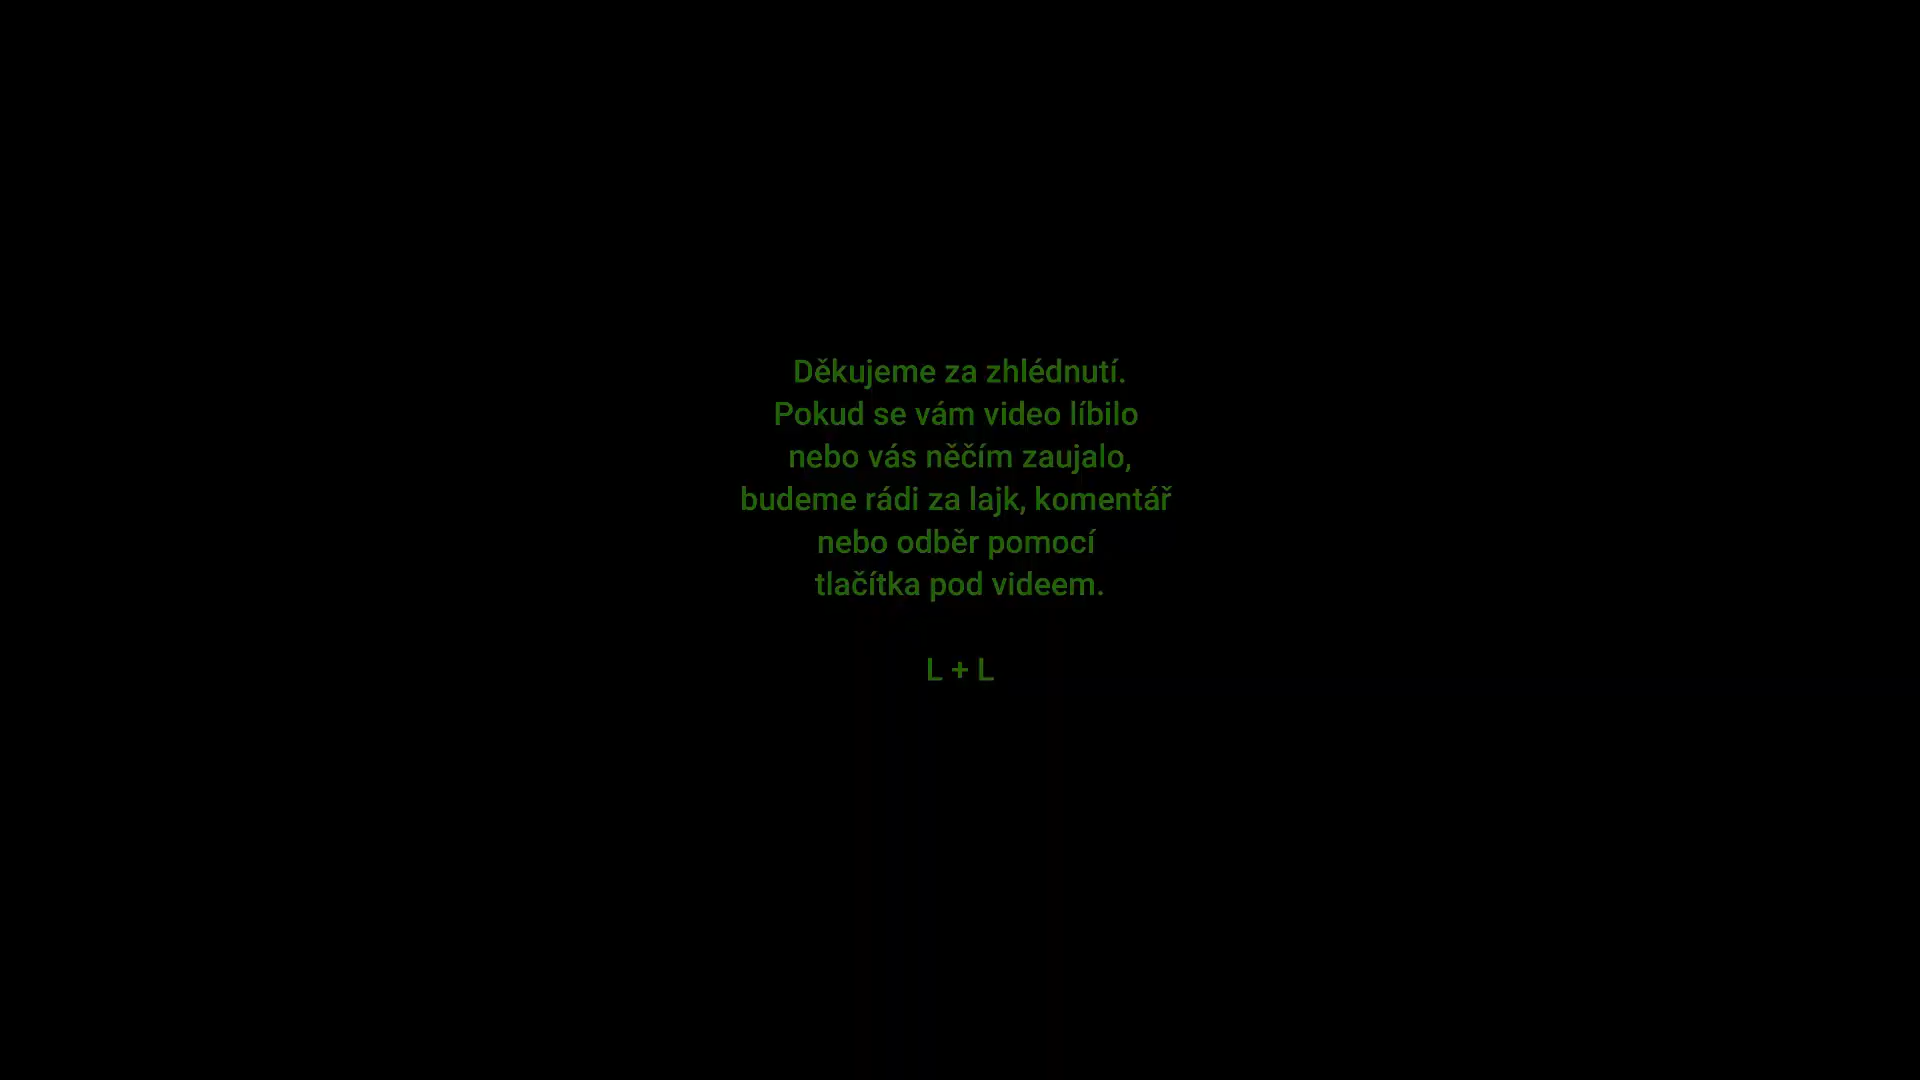 Děkujeme za zhlédnutí.
Pokud se vám video líbilo
nebo vás něčím zaujalo,
budeme rádi za lajk, komentář
nebo odběr pomocí
tlačítka pod videem.
L + L